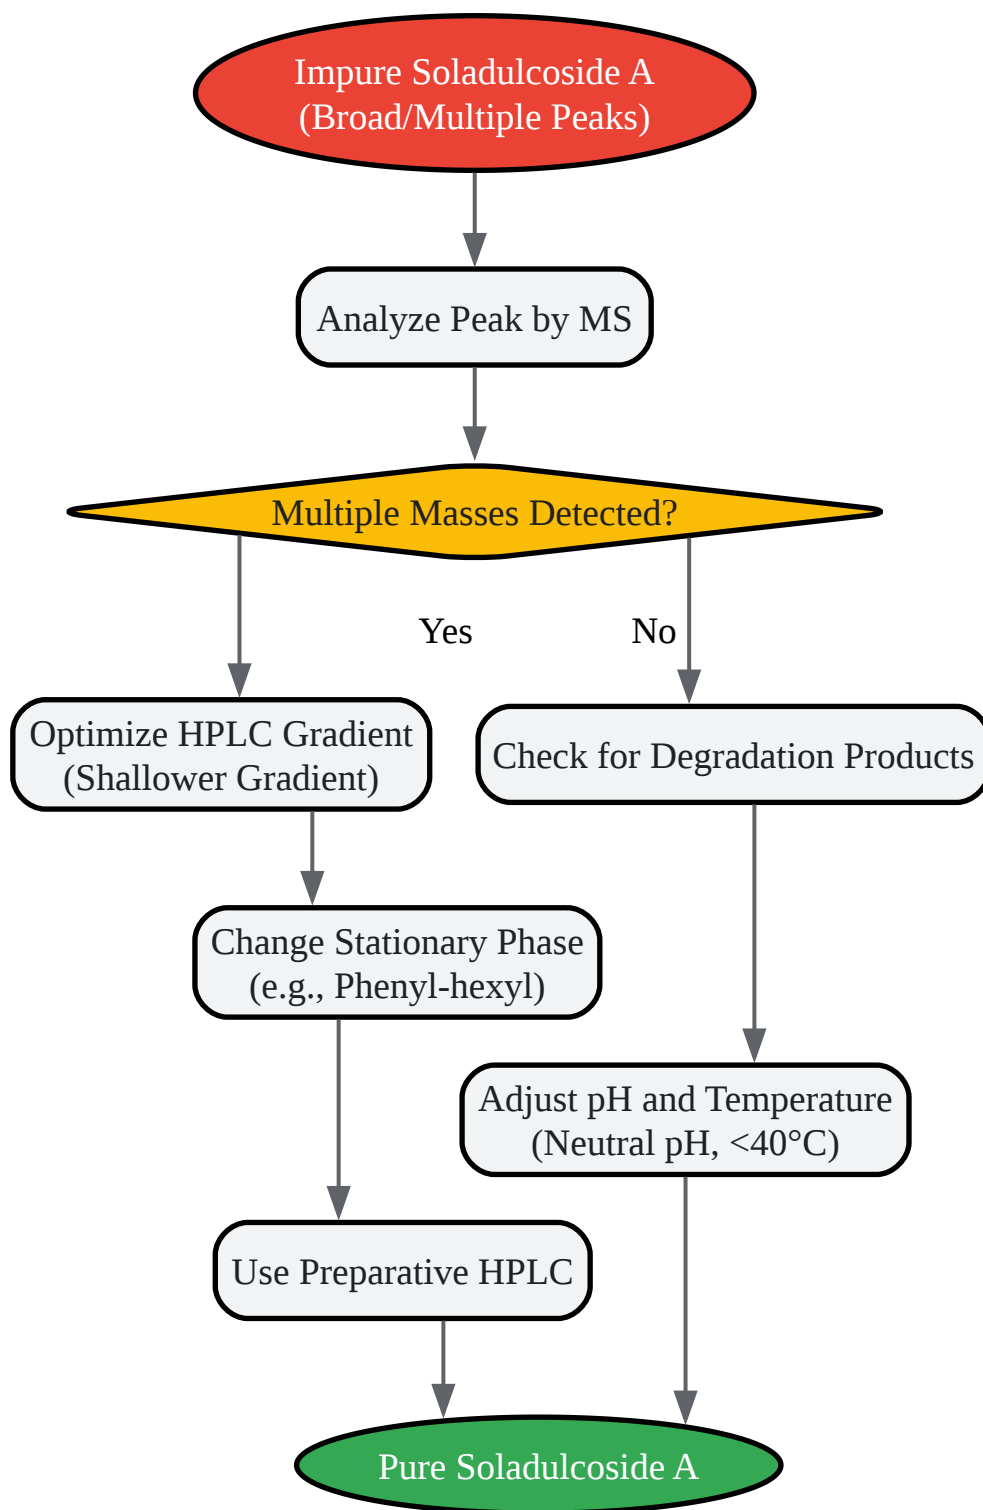 Impure Soladulcoside A
(Broad/Multiple Peaks)
Analyze Peak by MS
Multiple Masses Detected?
Yes
No
Optimize HPLC Gradient
(Shallower Gradient)
Check for Degradation Products
Change Stationary Phase
(e.g., Phenyl-hexyl)
Adjust pH and Temperature
(Neutral pH, <40°C)
Use Preparative HPLC
Pure Soladulcoside A